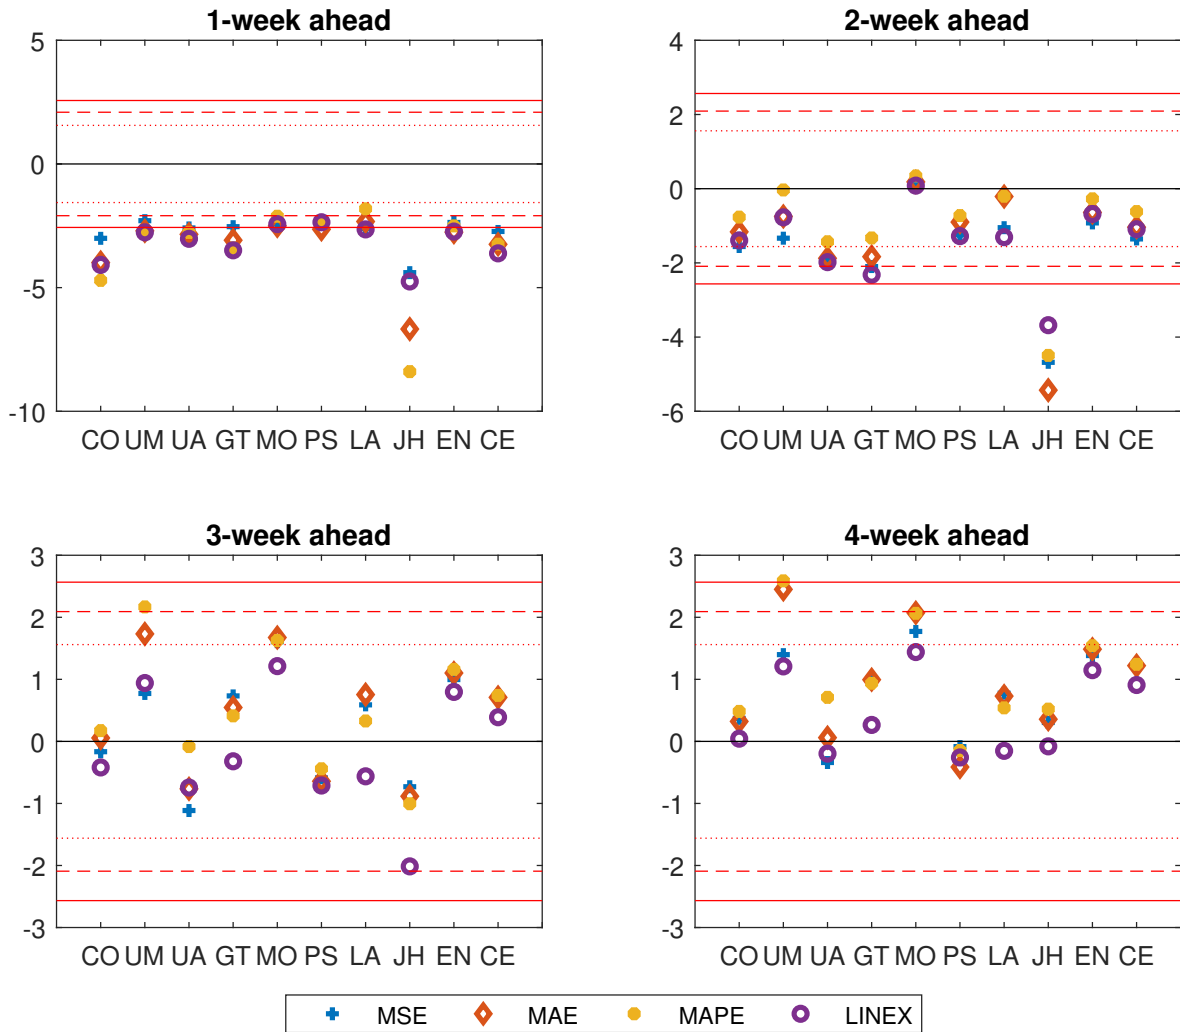 1-week ahead
5
0
-5
-10
CO UM UA GT MO PS LA JH EN CE
2-week ahead
4
2
0
-2
-4
-6
CO UM UA GT MO PS LA JH EN CE
3-week ahead
3
2
1
0
-1
-2
-3
CO UM UA GT MO PS LA JH EN CE
4-week ahead
3
2
1
0
-1
-2
-3
CO UM UA GT MO PS LA JH EN CE
MSE MAE MAPE LINEX